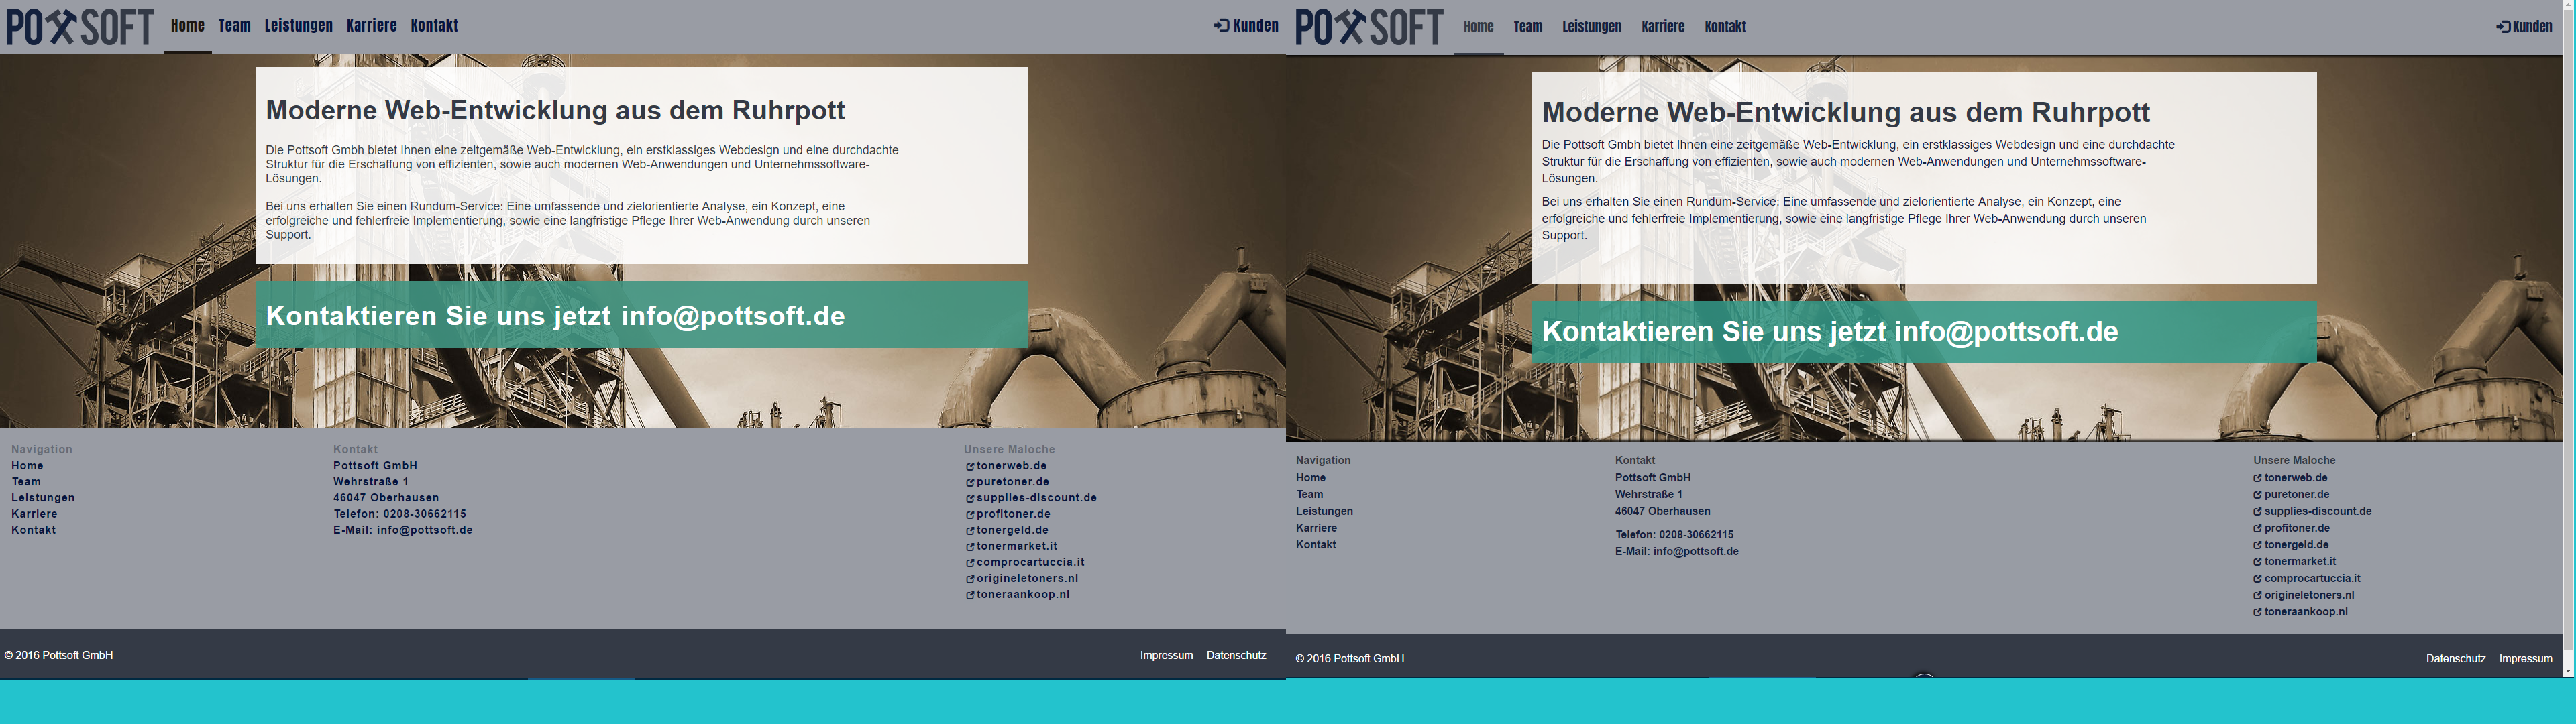 POTTSOFT Home Team Leistungen Karriere Kontakt Kunden
Moderne Web-Entwicklung aus dem Ruhrpott
Die Pottsoft Gmbh bietet Ihnen eine zeitgemäße Web-Entwicklung, ein erstklassiges Webdesign und eine durchdachte
Struktur für die Erschaffung von effizienten, sowie auch modernen Web-Anwendungen und Unternehmssoftware-
Lösungen.
Bei uns erhalten Sie einen Rundum-Service: Eine umfassende und zielorientierte Analyse, ein Konzept, eine
erfolgreiche und fehlerfreie Implementierung, sowie eine langfristige Pflege Ihrer Web-Anwendung durch unseren
Support.
Kontaktieren Sie uns jetzt info@pottsoft.de
Navigation
Home
Team
Leistungen
Karriere
Kontakt
Kontakt
Pottsoft GmbH
Wehrstraße 1
46047 Oberhausen
Telefon: 0208-30662115
E-Mail: info@pottsoft.de
Unsere Maloche
tonerweb.de
puretoner.de
supplies-discount.de
profitoner.de
tonergeld.de
tonermarket.it
comprocartuccia.it
origineletoners.nl
toneraankoop.nl
© 2016 Pottsoft GmbH
Impressum Datenschutz
POTTSOFT Home Team Leistungen Karriere Kontakt Kunden
Moderne Web-Entwicklung aus dem Ruhrpott
Die Pottsoft Gmbh bietet Ihnen eine zeitgemäße Web-Entwicklung, ein erstklassiges Webdesign und eine durchdachte
Struktur für die Erschaffung von effizienten, sowie auch modernen Web-Anwendungen und Unternehmssoftware-
Lösungen.
Bei uns erhalten Sie einen Rundum-Service: Eine umfassende und zielorientierte Analyse, ein Konzept, eine
erfolgreiche und fehlerfreie Implementierung, sowie eine langfristige Pflege Ihrer Web-Anwendung durch unseren
Support.
Kontaktieren Sie uns jetzt info@pottsoft.de
Navigation
Home
Team
Leistungen
Karriere
Kontakt
Kontakt
Pottsoft GmbH
Wehrstraße 1
46047 Oberhausen
Telefon: 0208-30662115
E-Mail: info@pottsoft.de
Unsere Maloche
tonerweb.de
puretoner.de
supplies-discount.de
profitoner.de
tonergeld.de
tonermarket.it
comprocartuccia.it
origineletoners.nl
toneraankoop.nl
© 2016 Pottsoft GmbH
Datenschutz Impressum